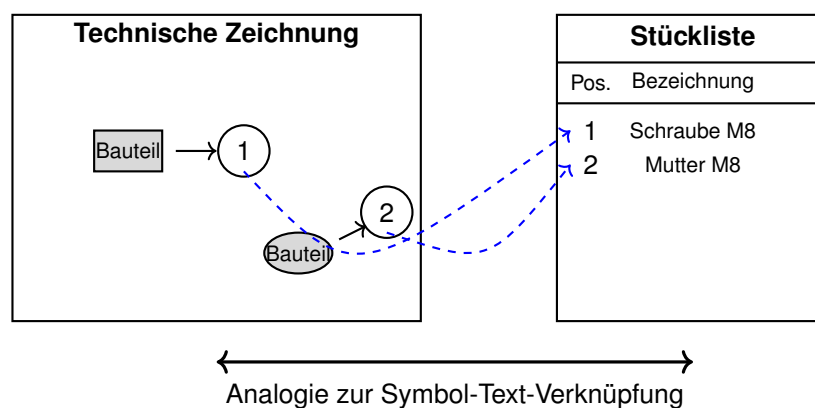 Technische Zeichnung
Bauteil
1
2
Bauteil
Stückliste
Pos. Bezeichnung
1 Schraube M8
2 Mutter M8
Analogie zur Symbol-Text-Verknüpfung